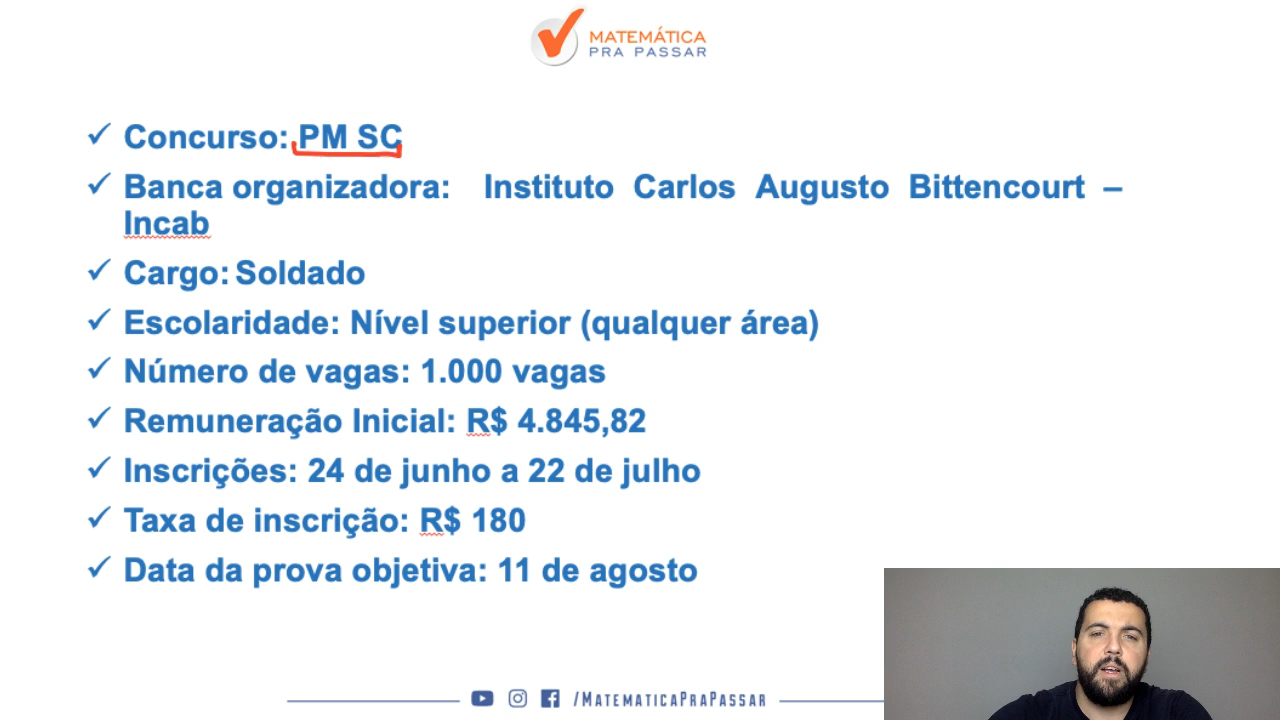 MATEMÁTICA
PRA PASSAR
Concurso: PM SC
Banca organizadora: Instituto Carlos Augusto Bittencourt –
Incab
Cargo: Soldado
Escolaridade: Nível superior (qualquer área)
Número de vagas: 1.000 vagas
Remuneração Inicial: R$ 4.845,82
Inscrições: 24 de junho a 22 de julho
Taxa de inscrição: R$ 180
Data da prova objetiva: 11 de agosto
/MATEMATICAPRAPASSAR